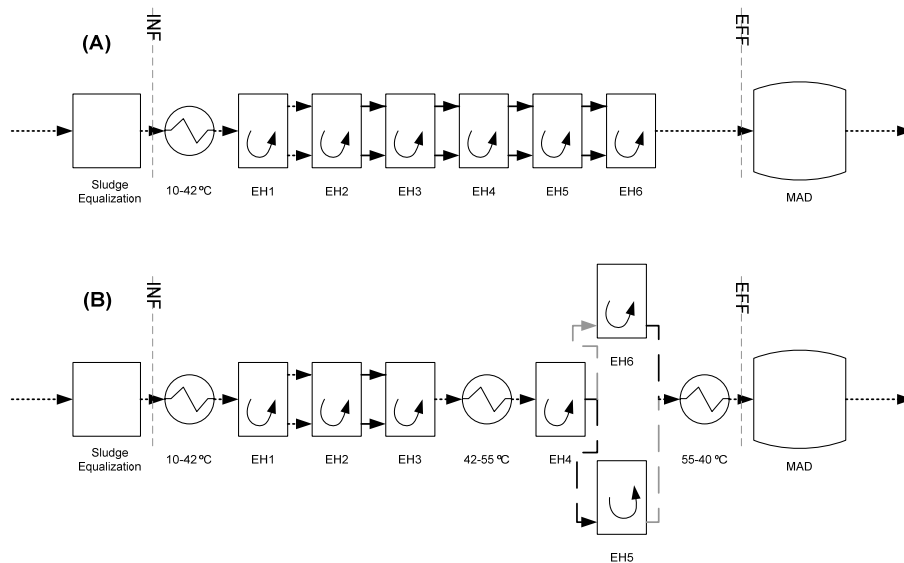 INF
EFF
(A)
Sludge
Equalization
10-42 ºC
EH1
EH2
EH3
EH4
EH5
EH6
MAD
INF
EFF
(B)
EH6
Sludge
Equalization
10-42 ºC
EH1
EH2
EH3
42-55 ºC
EH4
55-40 ºC
MAD
EH5